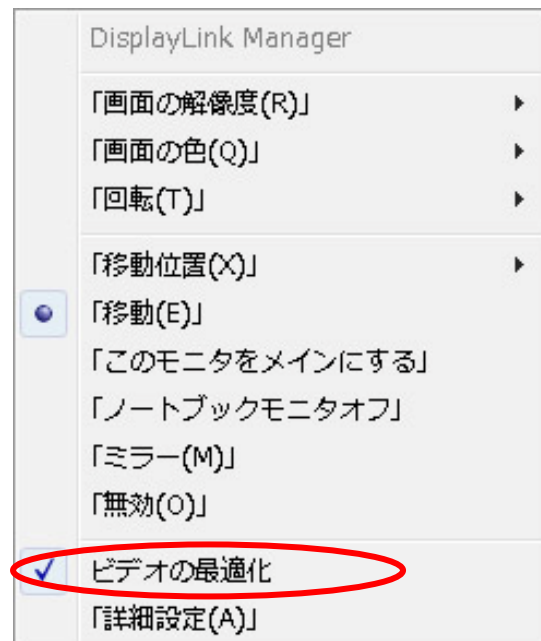 DisplayLink Manager
「画面の解像度(R)」
「画面の色(Q)」
「回転(T)」
「移動位置(X)」
「移動(E)」
「このモニタをメインにする」
「ノートブックモニタオフ」
「ミラー(M)」
「無効(O)」
ビデオの最適化
「詳細設定(A)」